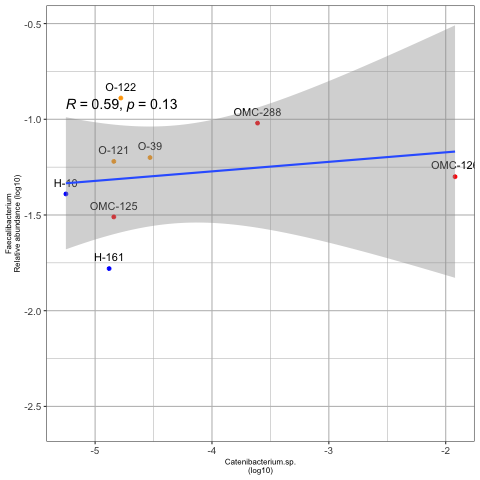 -0.5
O-122
R = 0.59, p = 0.13
-1.0
OMC-288
O-121
O-39
OMC-126
H-10
OMC-125
-1.5
H-161
-2.0
-2.5
-5
-4
-3
-2
Faecalibacterium
Relative abundance (log10)
Catenibacterium.sp.
(log10)